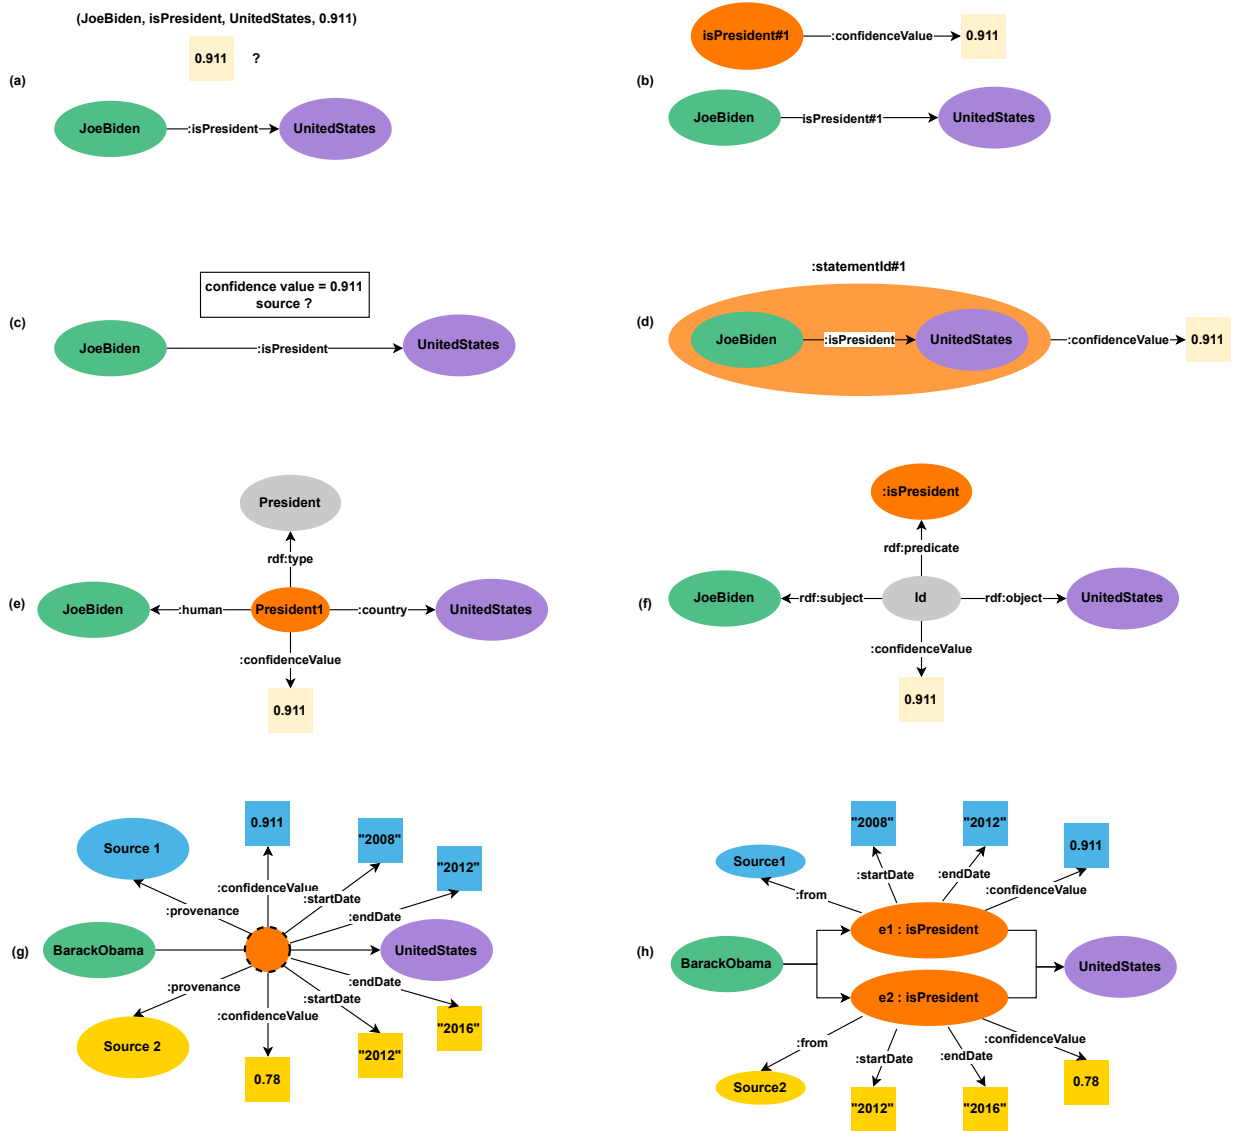 (JoeBiden, isPresident, UnitedStates, 0.911)
0.911 ?
(a)
JoeBiden :isPresident UnitedStates
isPresident#1 :confidenceValue 0.911
(b)
JoeBiden isPresident#1 UnitedStates
confidence value = 0.911
source ?
(c)
JoeBiden :isPresident UnitedStates
:statementId#1
(d)
JoeBiden :isPresident UnitedStates :confidenceValue 0.911
President
rdf:type
(e) JoeBiden :human President1 :country UnitedStates
:confidenceValue
0.911
:isPresident
rdf:predicate
(f) JoeBiden rdf:subject Id rdf:object UnitedStates
:confidenceValue
0.911
Source 1 0.911 "2008" "2012"
:confidenceValue
:startDate
:provenance :endDate
(g) BarackObama UnitedStates
:provenance :endDate
:startDate
:confidenceValue
Source 2 0.78 "2012" "2016"
"2008" "2012" 0.911
Source1
:from :startDate :endDate :confidenceValue
e1 : isPresident
(h) BarackObama UnitedStates
e2 : isPresident
:from :startDate :endDate :confidenceValue
Source2 "2012" "2016" 0.78